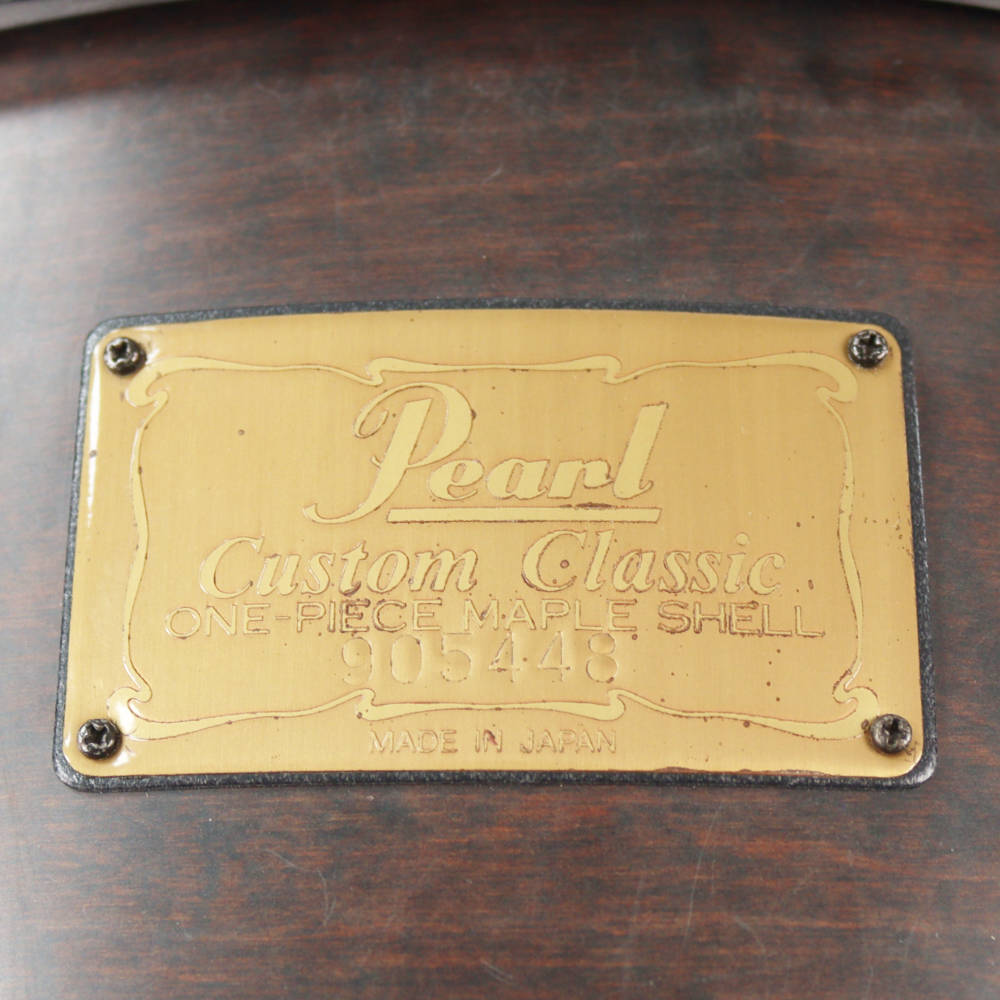 Pearl
Custom Classic
ONE-PIECE MAPLE SHELL
905448
MADE IN JAPAN